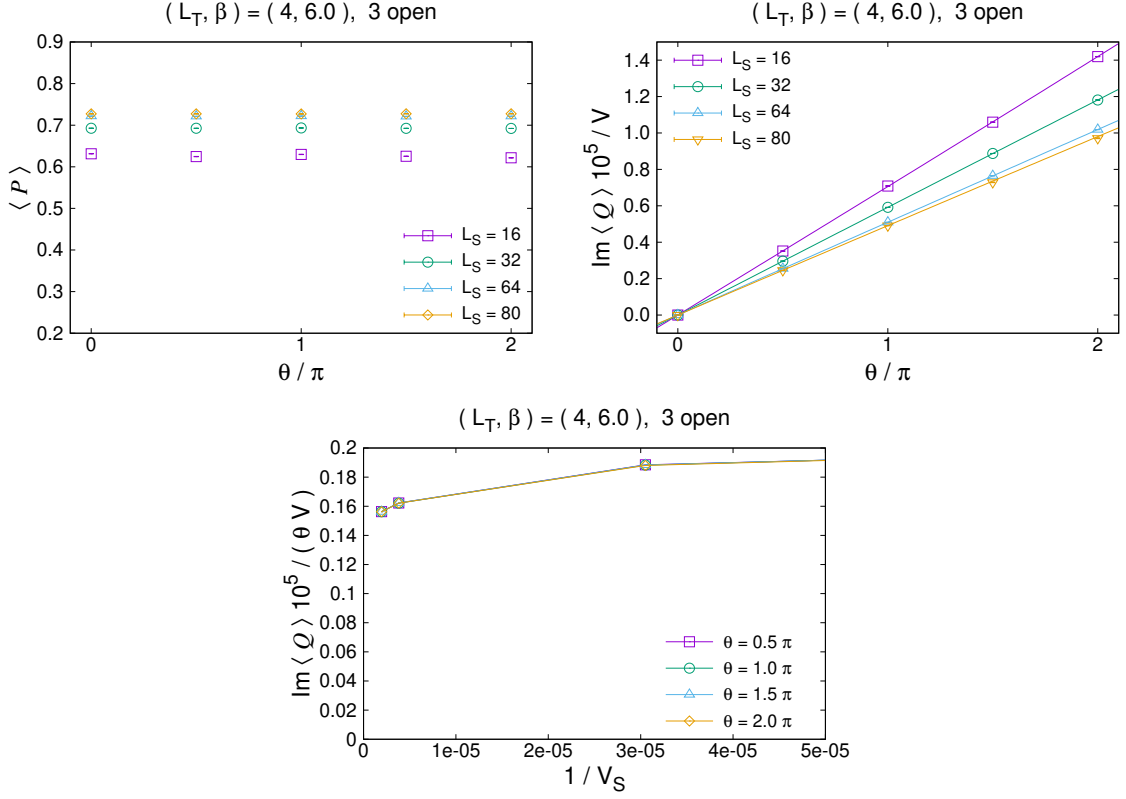 ( L_T, β ) = ( 4, 6.0 ),  3 open
⟨ P ⟩
0.9
0.8
0.7
0.6
0.5
0.4
0.3
0.2
L_S = 16
L_S = 32
L_S = 64
L_S = 80
0 1 2
θ / π
( L_T, β ) = ( 4, 6.0 ),  3 open
Im ⟨ Q ⟩ 10^5 / V
1.4
1.2
1.0
0.8
0.6
0.4
0.2
0.0
L_S = 16
L_S = 32
L_S = 64
L_S = 80
0 1 2
θ / π
( L_T, β ) = ( 4, 6.0 ),  3 open
Im ⟨ Q ⟩ 10^5 / ( θ V )
0.2
0.18
0.16
0.14
0.12
0.1
0.08
0.06
0.04
0.02
0
θ = 0.5 π
θ = 1.0 π
θ = 1.5 π
θ = 2.0 π
0 1e-05 2e-05 3e-05 4e-05 5e-05
1 / V_S